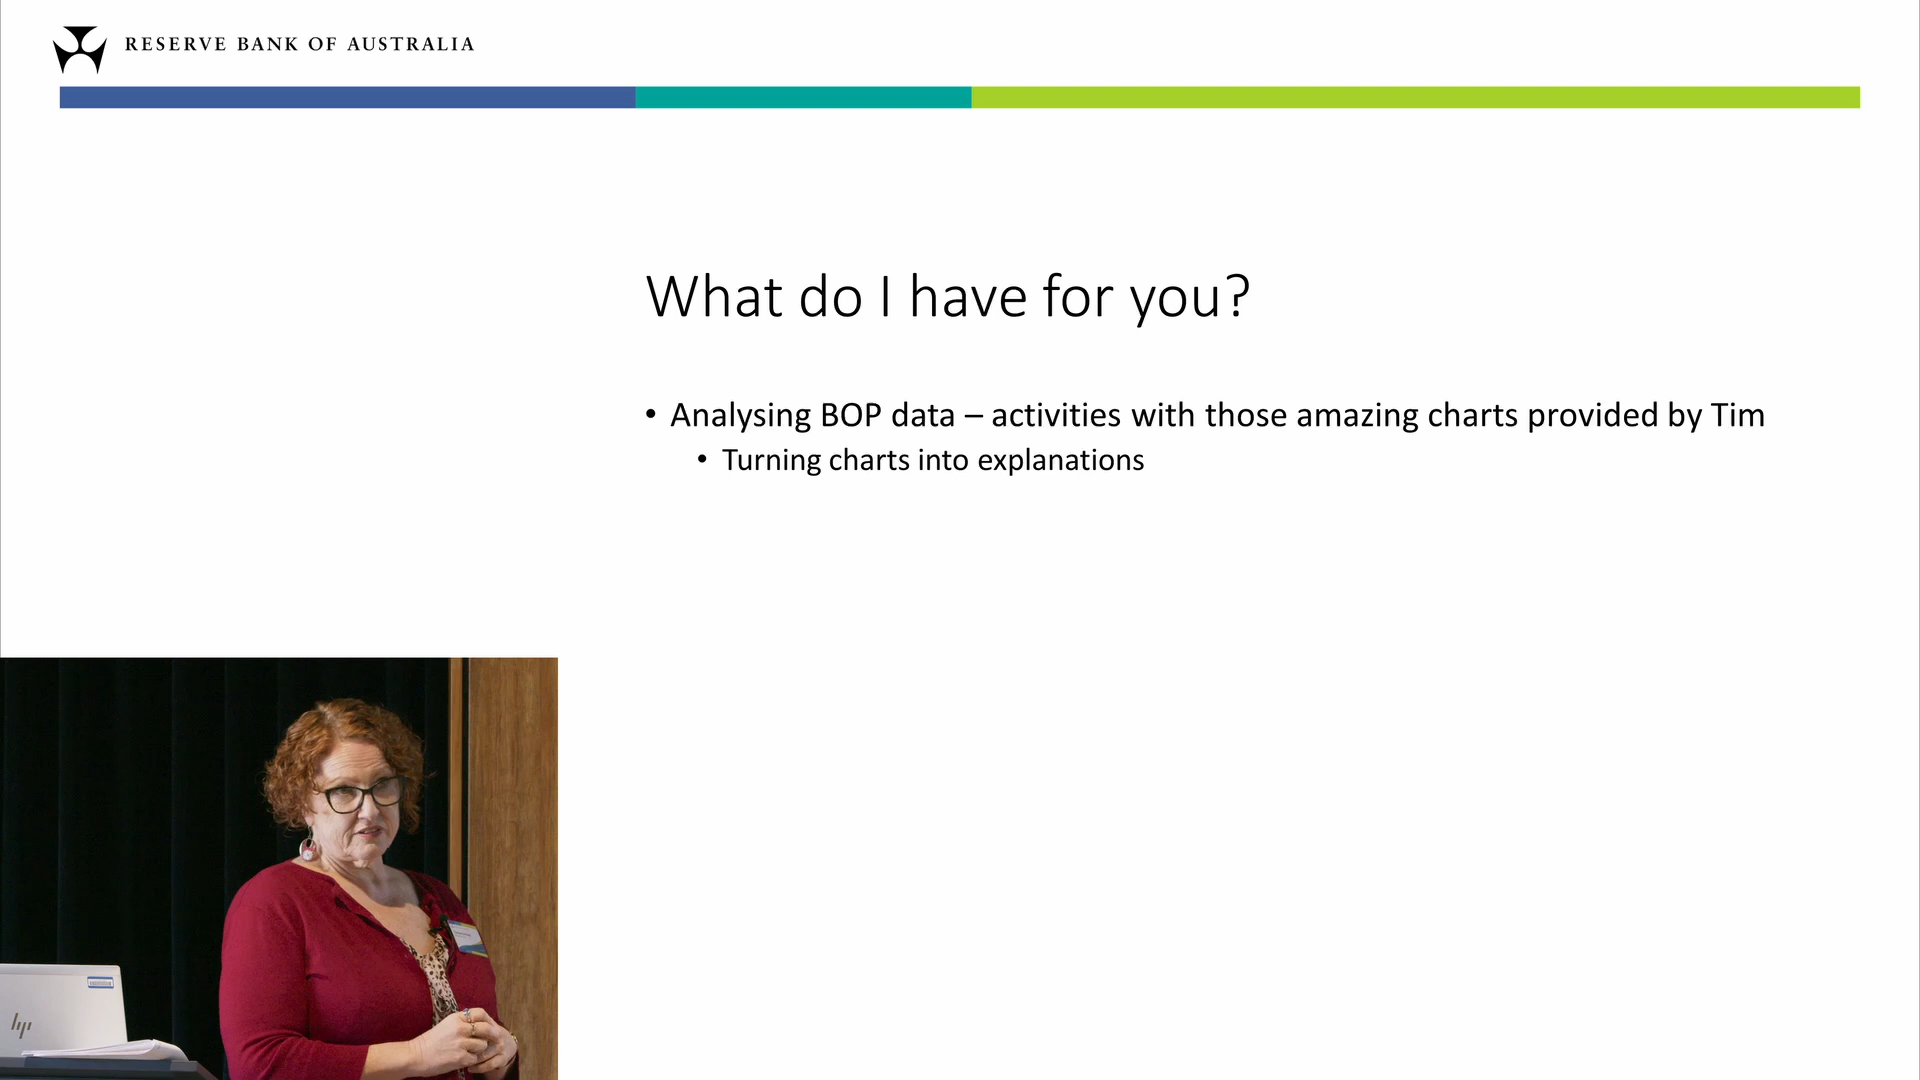 RESERVE BANK OF AUSTRALIA
What do I have for you?
• Analysing BOP data – activities with those amazing charts provided by Tim
• Turning charts into explanations
hp